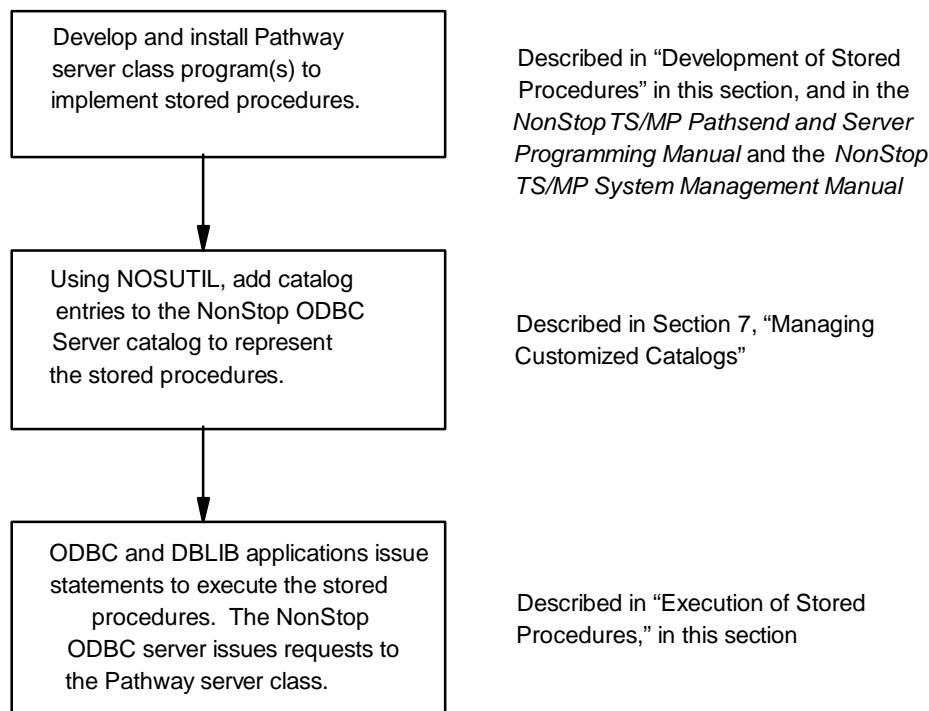 Develop and install Pathway
server class program(s) to
implement stored procedures.
Described in “Development of Stored
Procedures” in this section, and in the
NonStop TS/MP Pathsend and Server
Programming Manual and the NonStop
TS/MP System Management Manual
Using NOSUTIL, add catalog
entries to the NonStop ODBC
Server catalog to represent
the stored procedures.
Described in Section 7, “Managing
Customized Catalogs”
ODBC and DBLIB applications issue
statements to execute the stored
procedures. The NonStop
ODBC server issues requests to
the Pathway server class.
Described in “Execution of Stored
Procedures,” in this section